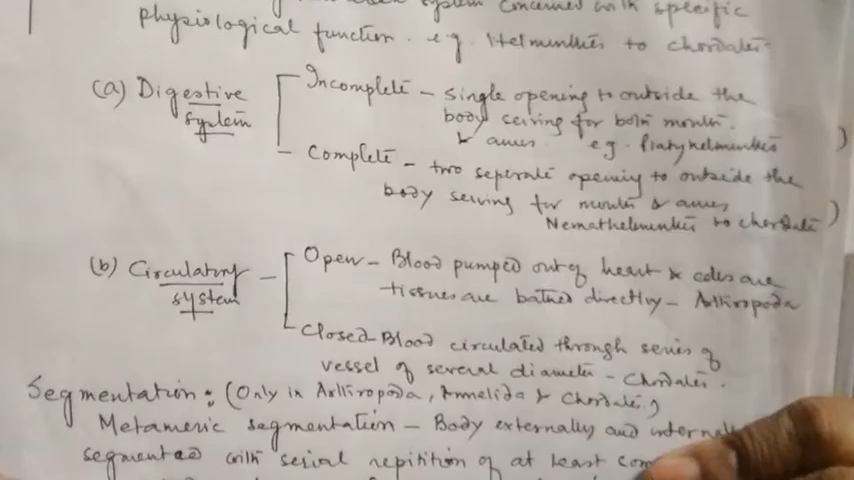 system concerned with specific
physiological function. e.g. Helminthes to chordates.
(a) Digestive system
Incomplete – single opening to outside the
body serving for both mouth
& anus. e.g. Platyhelminthes
Complete – two seperate opening to outside the
body serving for mouth & anus
Nemathelminthes to chordates
(b) Circulatory system
Open – Blood pumped out of heart & cells are
tissues are bathed directly – Arthropoda
Closed – Blood circulated through series of
vessel of several diameter – Chordates.
Segmentation : (Only in Arthropoda, Annelida & Chordates.)
Metameric segmentation – Body externally and
segmented with serial repitition of at least